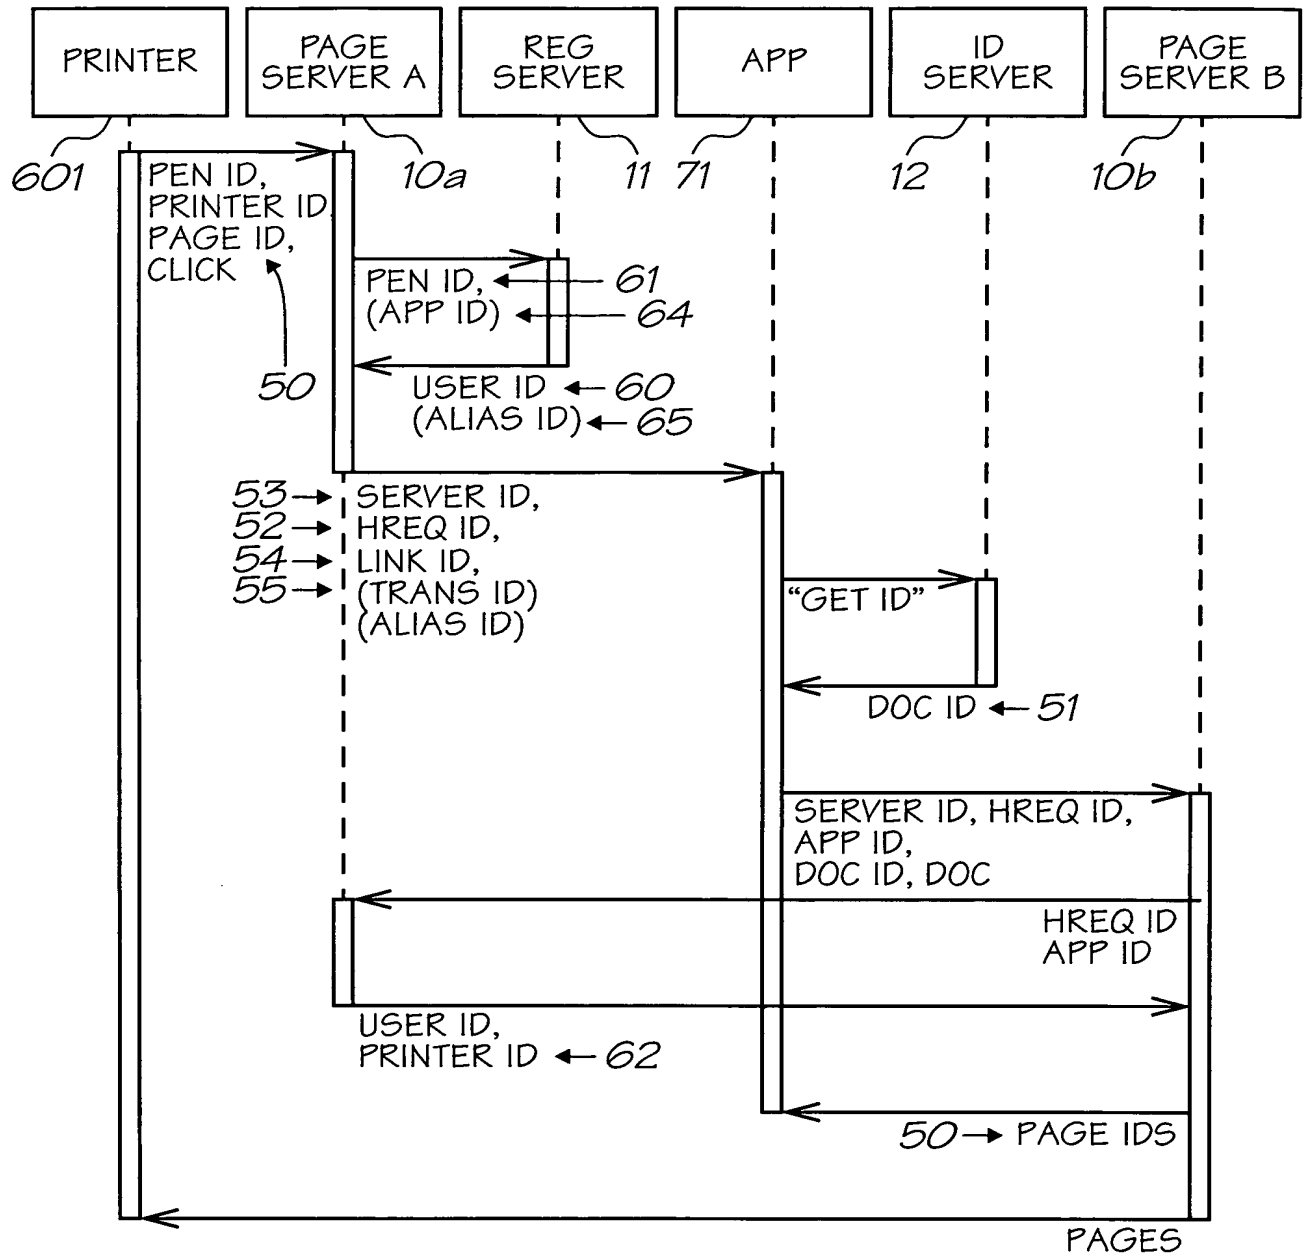 PRINTER
PAGE
SERVER A
REG
SERVER
APP
ID
SERVER
PAGE
SERVER B
601
10a
11
71
12
10b
PEN ID,
PRINTER ID
PAGE ID,
CLICK
50
PEN ID,
61
(APP ID)
64
USER ID
60
(ALIAS ID)
65
53
SERVER ID,
52
HREQ ID,
54
LINK ID,
55
(TRANS ID)
(ALIAS ID)
“GET ID”
DOC ID
51
SERVER ID, HREQ ID,
APP ID,
DOC ID, DOC
HREQ ID
APP ID
USER ID,
PRINTER ID
62
50
PAGE IDS
PAGES